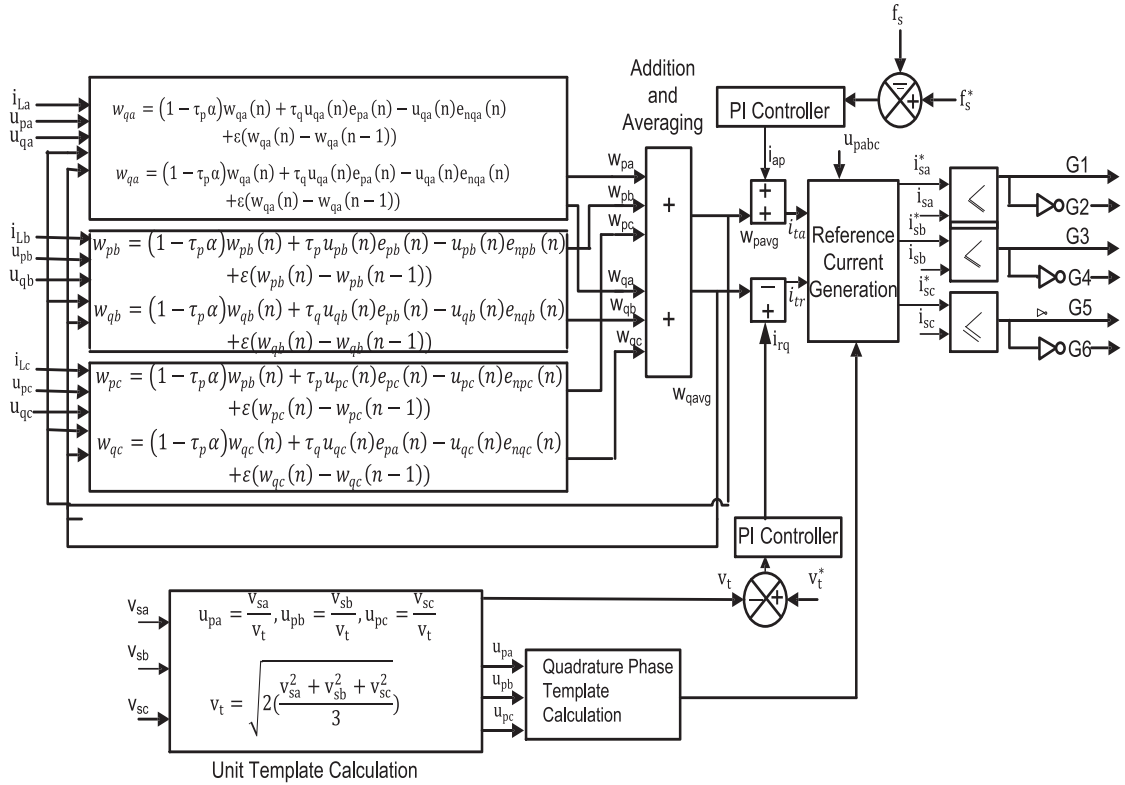 f_s
PI Controller
f_s^*
i_ap
u_pabc
Addition and Averaging
i_La
u_pa
u_qa
w_qa = (1 − τ_pα)w_qa(n) + τ_q u_qa(n)e_pa(n) − u_qa(n)e_nqa(n)
+ε(w_qa(n) − w_qa(n − 1))
w_qa = (1 − τ_pα)w_qa(n) + τ_q u_qa(n)e_pa(n) − u_qa(n)e_nqa(n)
+ε(w_qa(n) − w_qa(n − 1))
i_Lb
u_pb
u_qb
w_pb = (1 − τ_pα)w_pb(n) + τ_p u_pb(n)e_pb(n) − u_pb(n)e_npb(n)
+ε(w_pb(n) − w_pb(n − 1))
w_qb = (1 − τ_pα)w_qb(n) + τ_q u_qb(n)e_pb(n) − u_qb(n)e_nqb(n)
+ε(w_qb(n) − w_qb(n − 1))
i_Lc
u_pc
u_qc
w_pc = (1 − τ_pα)w_pb(n) + τ_p u_pc(n)e_pc(n) − u_pc(n)e_npc(n)
+ε(w_pc(n) − w_pc(n − 1))
w_qc = (1 − τ_pα)w_qc(n) + τ_q u_qc(n)e_pa(n) − u_qc(n)e_nqc(n)
+ε(w_qc(n) − w_qc(n − 1))
w_pa
w_pb
w_pc
w_qa
w_qb
w_qc
+
+
w_pavg
w_qavg
+
+
i_ta
−
+
i_tr
i_rq
Reference
Current
Generation
i_sa^*
i_sa
i_sb^*
i_sb
i_sc^*
i_sc
<
<
≤
G1
G2
G3
G4
G5
G6
PI Controller
v_t
− +
v_t^*
− +
v_sa
v_sb
v_sc
u_pa = v_sa/v_t, u_pb = v_sb/v_t, u_pc = v_sc/v_t
v_t = √(2((v_sa^2 + v_sb^2 + v_sc^2)/3))
u_pa
u_pb
u_pc
Quadrature Phase
Template
Calculation
Unit Template Calculation